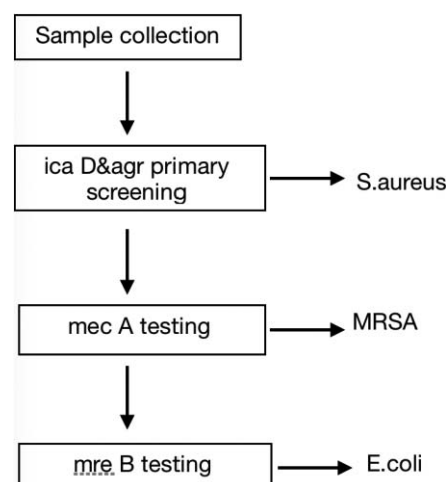 Sample collection
ica D&agr primary
screening
S.aureus
mec A testing
MRSA
mre B testing
E.coli